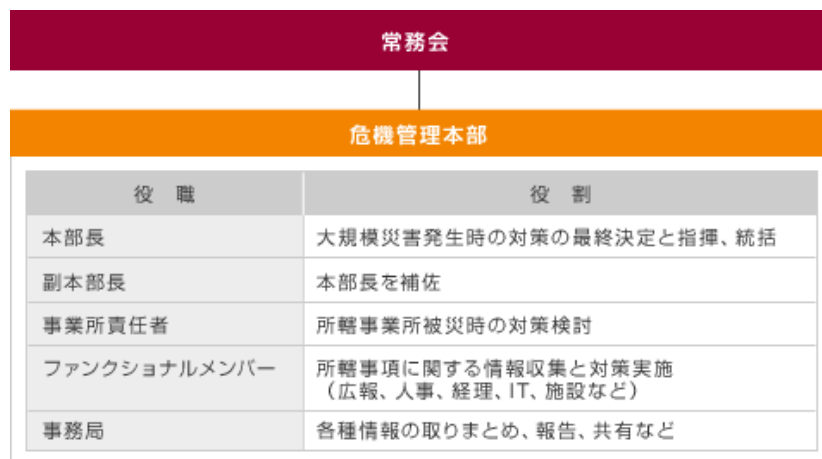 常務会
危機管理本部
役 職 役 割
本部長 大規模災害発生時の対策の最終決定と指揮、統括
副本部長 本部長を補佐
事業所責任者 所轄事業所被災時の対策検討
ファンクショナルメンバー 所轄事項に関する情報収集と対策実施
（広報、人事、経理、IT、施設など）
事務局 各種情報の取りまとめ、報告、共有など